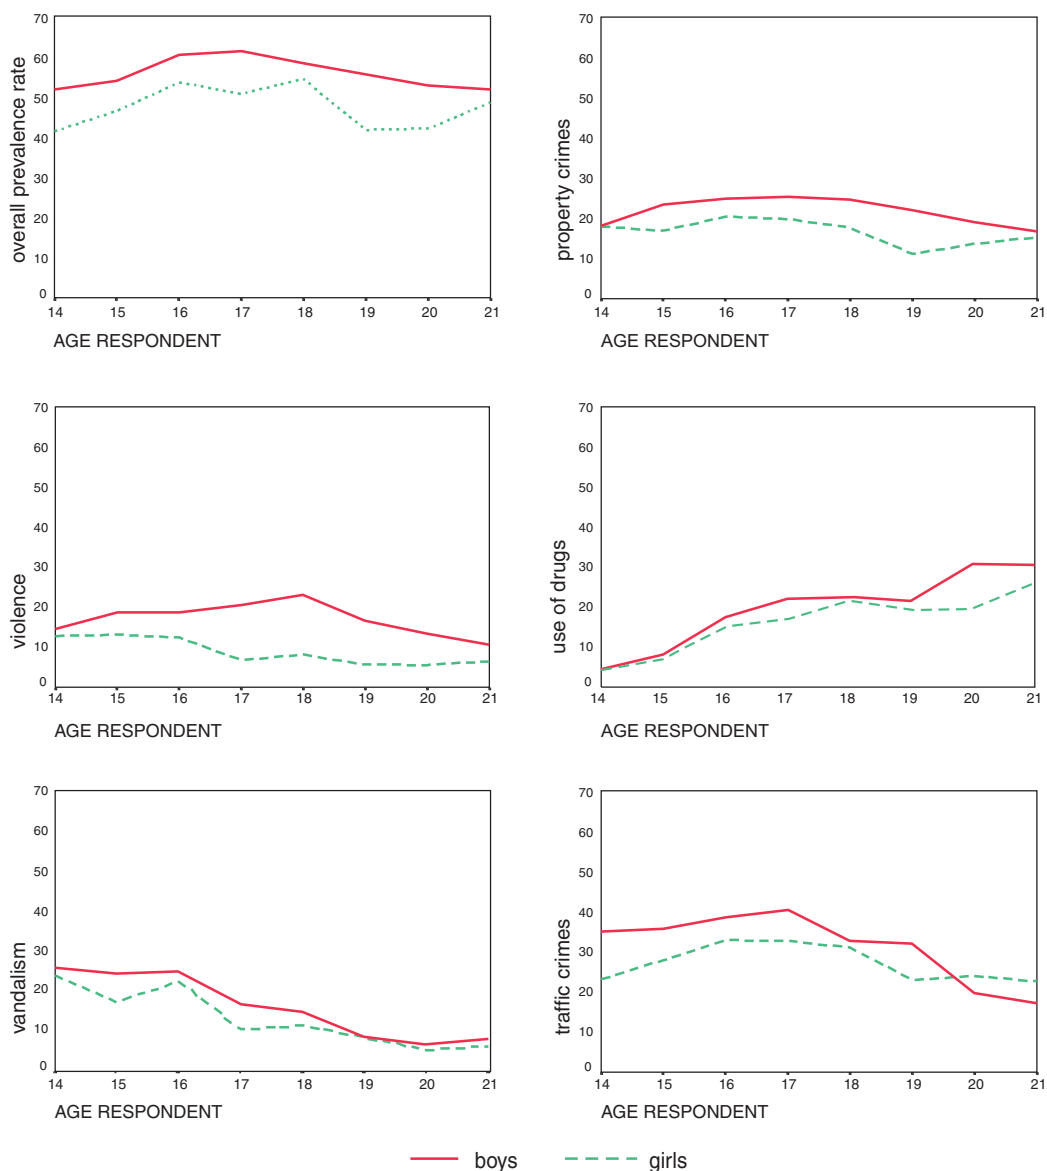 overall prevalence rate
70
60
50
40
30
20
10
0
14 15 16 17 18 19 20 21
AGE RESPONDENT
property crimes
70
60
50
40
30
20
10
0
14 15 16 17 18 19 20 21
AGE RESPONDENT
violence
70
60
50
40
30
20
10
0
14 15 16 17 18 19 20 21
AGE RESPONDENT
use of drugs
70
60
50
40
30
20
10
0
14 15 16 17 18 19 20 21
AGE RESPONDENT
vandalism
70
60
50
40
30
20
10
0
14 15 16 17 18 19 20 21
AGE RESPONDENT
traffic crimes
70
60
50
40
30
20
10
0
14 15 16 17 18 19 20 21
AGE RESPONDENT
boys girls